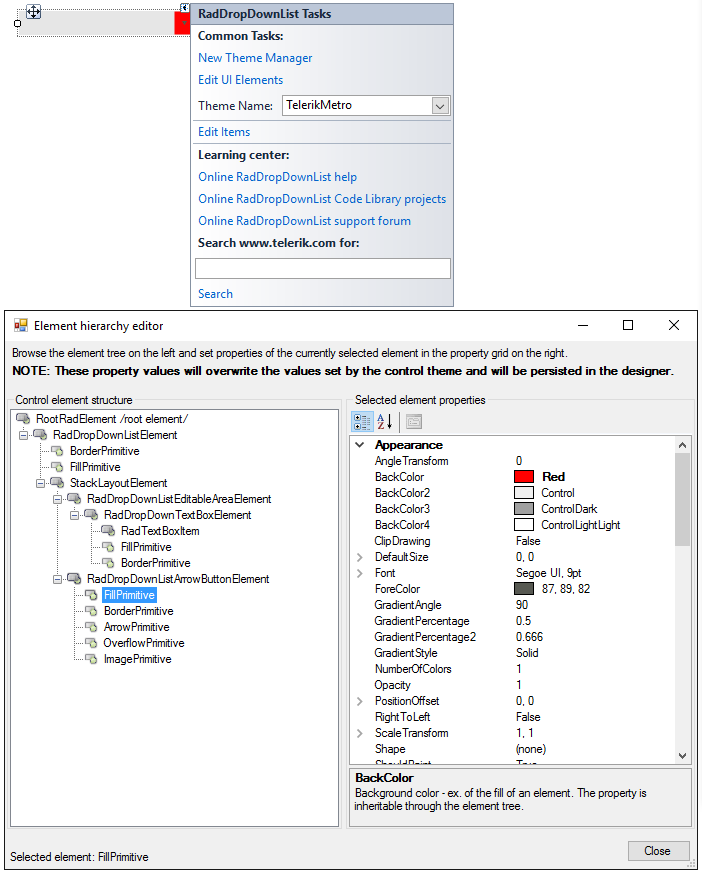 RadDropDownList Tasks
Common Tasks:
New Theme Manager
Edit UI Elements
Theme Name: TelerikMetro
Edit Items
Learning center:
Online RadDropDownList help
Online RadDropDownList Code Library projects
Online RadDropDownList support forum
Search www.telerik.com for:
Search
Element hierarchy editor
Browse the element tree on the left and set properties of the currently selected element in the property grid on the right.
NOTE: These property values will overwrite the values set by the control theme and will be persisted in the designer.
Control element structure
RootRadElement /root element/
RadDropDownListElement
BorderPrimitive
FillPrimitive
StackLayoutElement
RadDropDownListEditableAreaElement
RadDropDownTextBoxElement
RadTextBoxItem
FillPrimitive
BorderPrimitive
RadDropDownListArrowButtonElement
FillPrimitive
BorderPrimitive
ArrowPrimitive
OverflowPrimitive
ImagePrimitive
Selected element properties
Appearance
AngleTransform 0
BackColor Red
BackColor2 Control
BackColor3 ControlDark
BackColor4 ControlLightLight
ClipDrawing False
DefaultSize 0, 0
Font Segoe UI, 9pt
ForeColor 87, 89, 82
GradientAngle 90
GradientPercentage 0.5
GradientPercentage2 0.666
GradientStyle Solid
NumberOfColors 1
Opacity 1
PositionOffset 0, 0
RightToLeft False
ScaleTransform 1, 1
Shape (none)
ShouldPaint True
BackColor
Background color - ex. of the fill of an element. The property is
inheritable through the element tree.
Selected element: FillPrimitive
Close